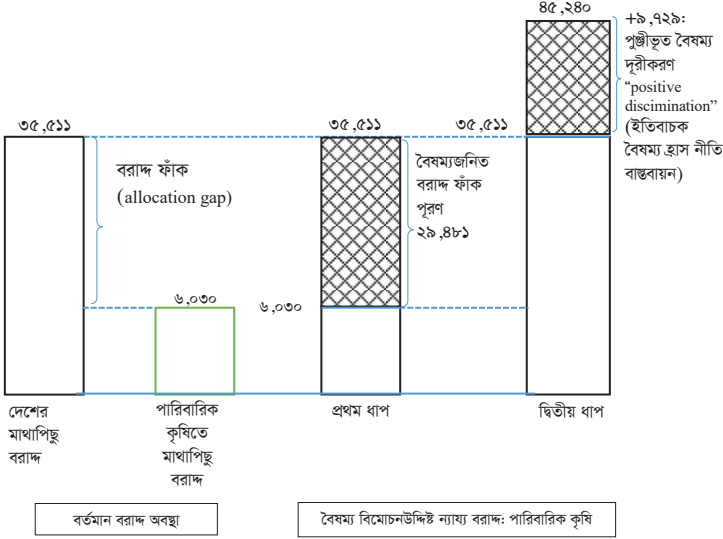 ৪৫,২৪০
+৯,৭২৯:
পুঞ্জীভূত বৈষম্য
দূরীকরণ
“positive
discimination”
(ইতিবাচক
বৈষম্য হ্রাস নীতি
বাস্তবায়ন)
৩৫,৫১১
৩৫,৫১১
৩৫,৫১১
বরাদ্দ ফাঁক
(allocation gap)
বৈষম্যজনিত
বরাদ্দ ফাঁক
পূরণ
২৯,৪৮১
৬,০৩০
৬,০৩০
দেশের
মাথাপিছু
বরাদ্দ
পারিবারিক
কৃষিতে
মাথাপিছু
বরাদ্দ
প্রথম ধাপ
দ্বিতীয় ধাপ
বর্তমান বরাদ্দ অবস্থা
বৈষম্য বিমোচনউদ্দিষ্ট ন্যায্য বরাদ্দ: পারিবারিক কৃষি